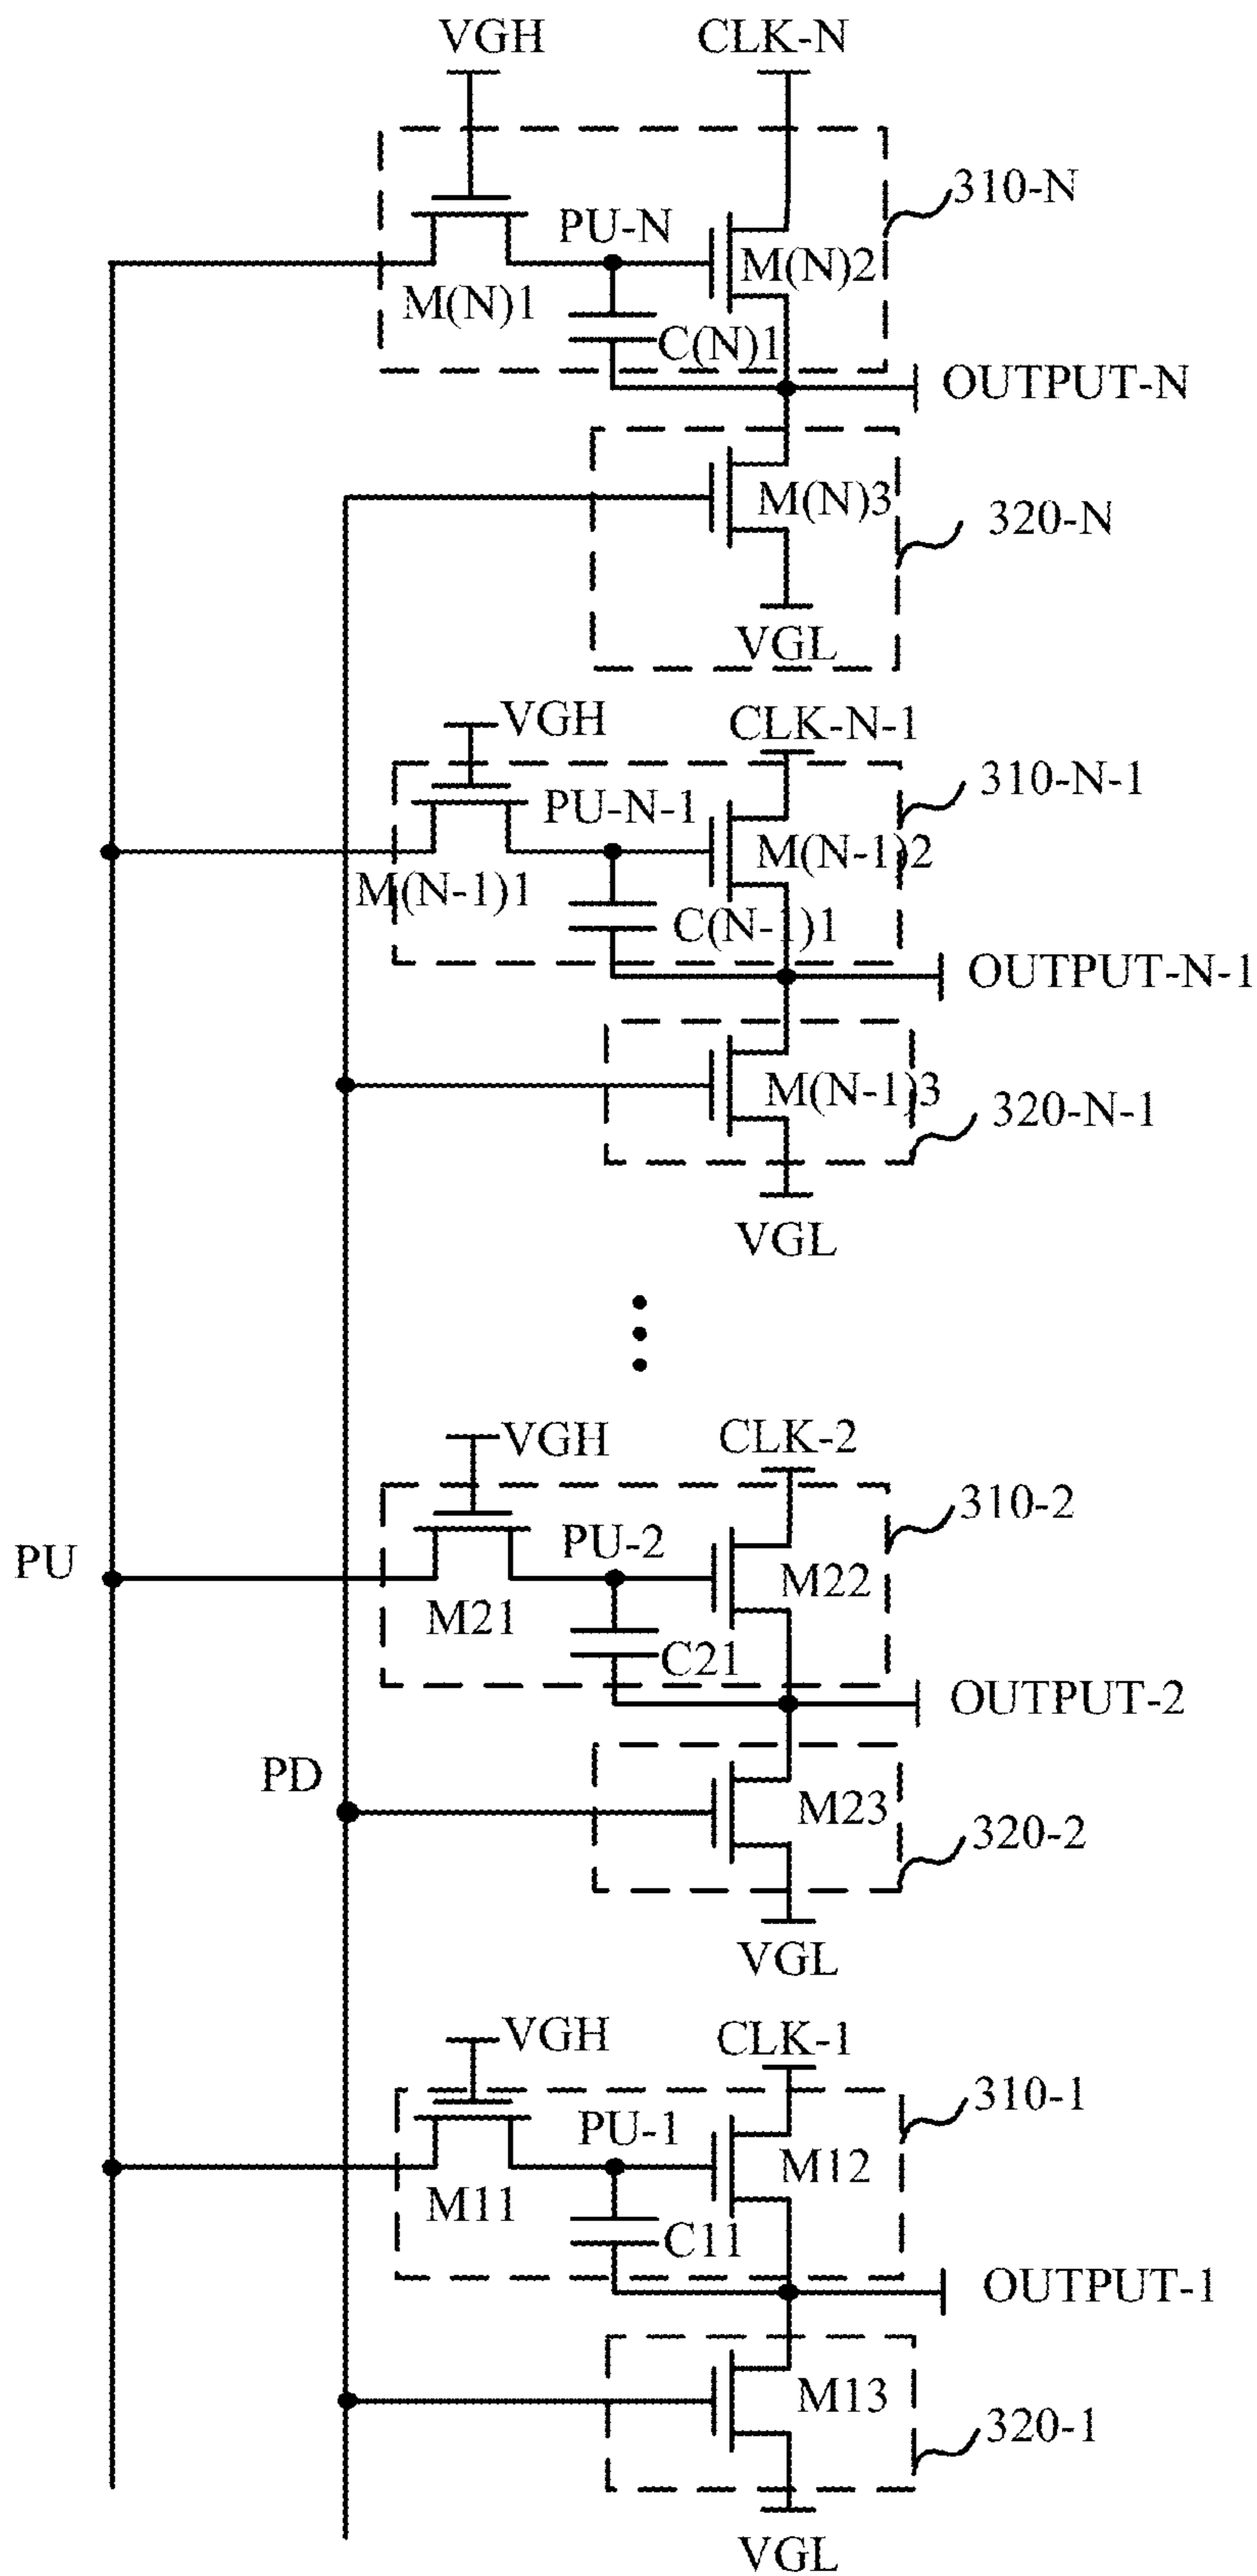 VGH
CLK-N
310-N
PU-N
M(N)2
M(N)1
C(N)1
OUTPUT-N
M(N)3
320-N
VGL
VGH
CLK-N-1
310-N-1
PU-N-1
M(N-1)2
M(N-1)1
C(N-1)1
OUTPUT-N-1
M(N-1)3
320-N-1
VGL
VGH
CLK-2
310-2
PU-2
PU
M22
M21
C21
OUTPUT-2
PD
M23
320-2
VGL
VGH
CLK-1
310-1
PU-1
M12
M11
C11
OUTPUT-1
M13
320-1
VGL